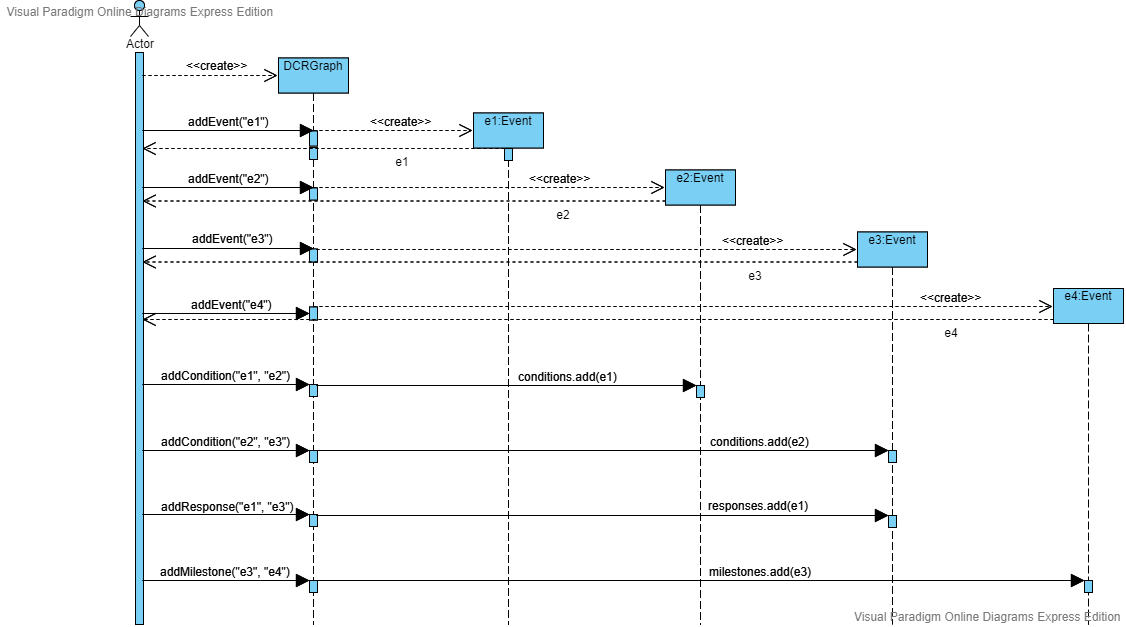 Visual Paradigm Online Diagrams Express Edition
Actor
<<create>>
DCRGraph
addEvent("e1")
<<create>>
e1:Event
e1
addEvent("e2")
<<create>>
e2:Event
e2
addEvent("e3")
<<create>>
e3:Event
e3
addEvent("e4")
<<create>>
e4:Event
e4
addCondition("e1", "e2")
conditions.add(e1)
addCondition("e2", "e3")
conditions.add(e2)
addResponse("e1", "e3")
responses.add(e1)
addMilestone("e3", "e4")
milestones.add(e3)
Visual Paradigm Online Diagrams Express Edition